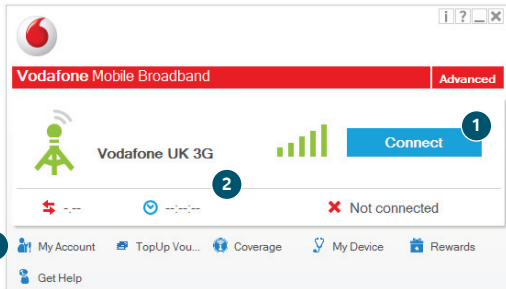 i ? _ X
Vodafone Mobile Broadband Advanced
1
Connect
Vodafone UK 3G
2
-.-- --:--:-- Not connected
My Account TopUp Vou... Coverage My Device Rewards
Get Help